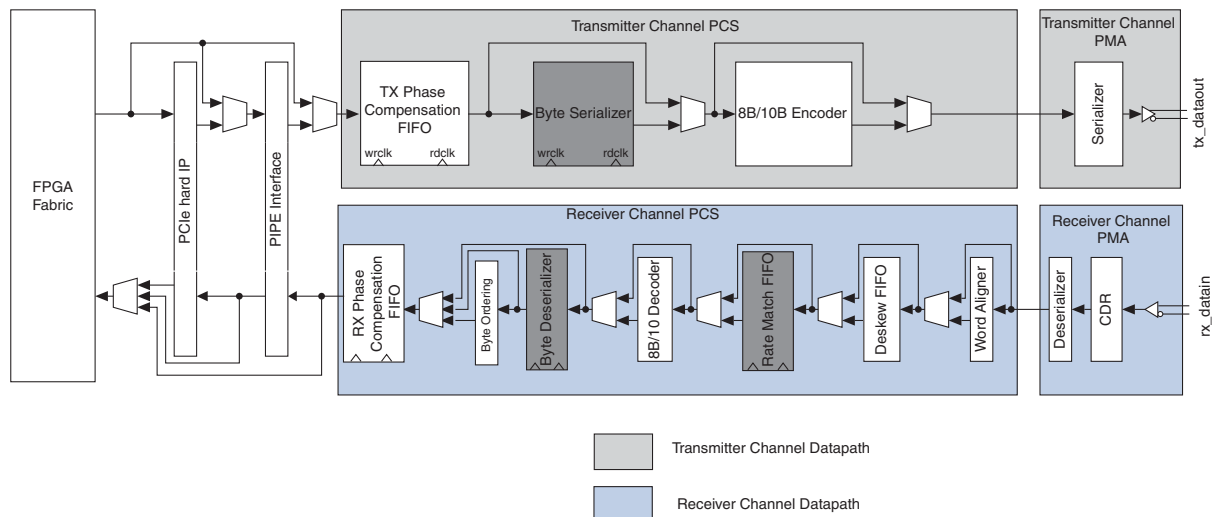 Transmitter Channel PCS
Transmitter Channel
PMA
TX Phase
Compensation
FIFO
wrclk
rdclk
Byte Serializer
wrclk
rdclk
8B/10B Encoder
Serializer
tx_dataout
FPGA
Fabric
PCIe hard IP
PIPE Interface
Receiver Channel PCS
Receiver Channel
PMA
RX Phase
Compensation
FIFO
Byte Ordering
Byte Deserializer
8B/10 Decoder
Rate Match FIFO
Deskew FIFO
Word Aligner
Deserializer
CDR
rx_datain
Transmitter Channel Datapath
Receiver Channel Datapath